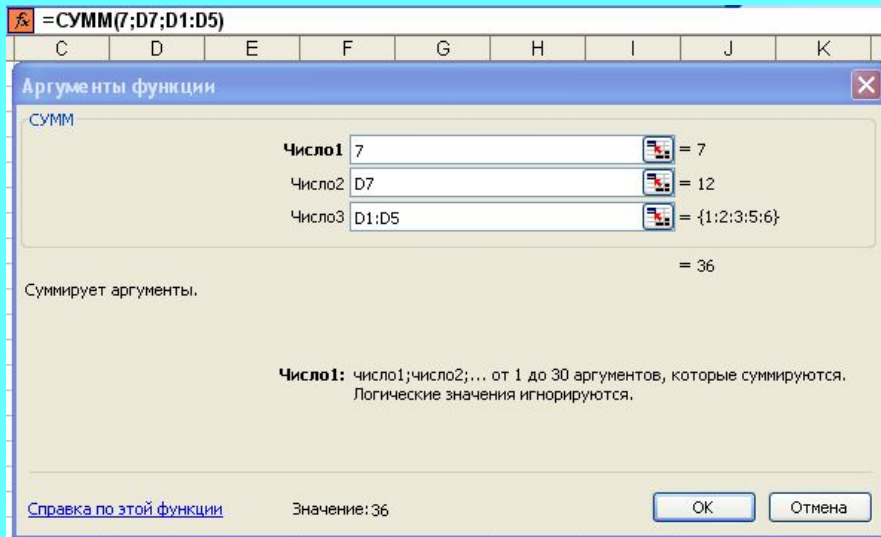 fx =СУММ(7;D7;D1:D5)
C D E F G H I J K
Аргументы функции
СУММ
Число1 7 = 7
Число2 D7 = 12
Число3 D1:D5 = {1:2:3:5:6}
= 36
Суммирует аргументы.
Число1: число1;число2;... от 1 до 30 аргументов, которые суммируются.
Логические значения игнорируются.
Справка по этой функции Значение:36 OK Отмена